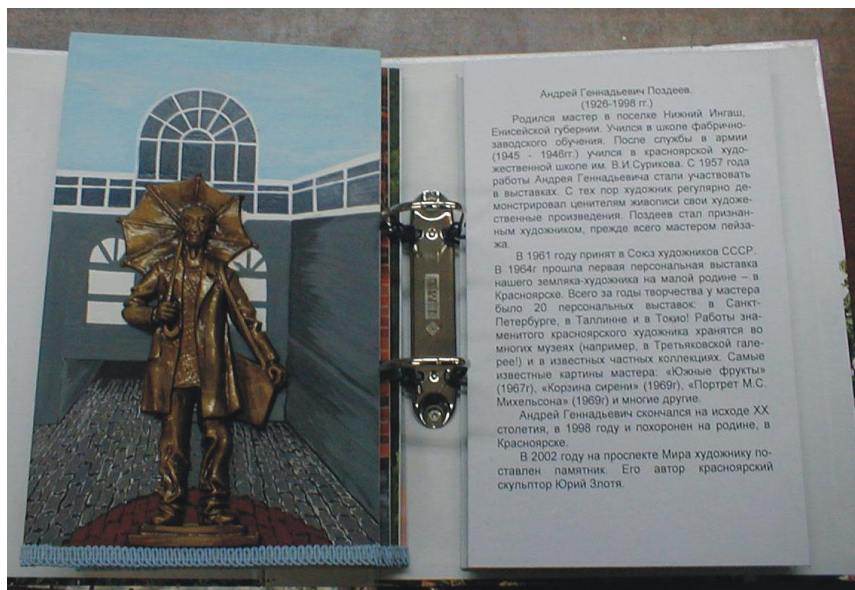 Андрей Геннадьевич Поздеев.
(1926-1998 гг.)
Родился мастер в поселке Нижний Ингаш,
Енисейской губернии. Учился в школе фабрично-
заводского обучения. После службы в армии
(1945 - 1946гг.) учился в красноярской худо-
жественной школе им. В.И.Сурикова. С 1957 года
работы Андрея Геннадьевича стали участвовать
в выставках. С тех пор художник регулярно де-
монстрировал ценителям живописи свои художе-
ственные произведения. Поздеев стал признан-
ным художником, прежде всего мастером пейза-
жа.
В 1961 году принят в Союз художников СССР.
В 1964г прошла первая персональная выставка
нашего земляка-художника на малой родине – в
Красноярске. Всего за годы творчества у мастера
было 20 персональных выставок: в Санкт-
Петербурге, в Таллинне и в Токио! Работы зна-
менитого красноярского художника хранятся во
многих музеях (например, в Третьяковской гале-
рее!) и в известных частных коллекциях. Самые
известные картины мастера: «Южные фрукты»
(1967г), «Корзина сирени» (1969г), «Портрет М.С.
Михельсона» (1969г) и многие другие.
Андрей Геннадьевич скончался на исходе XX
столетия, в 1998 году и похоронен на родине, в
Красноярске.
В 2002 году на проспекте Мира художнику по-
ставлен памятник. Его автор красноярский
скульптор Юрий Злотя.